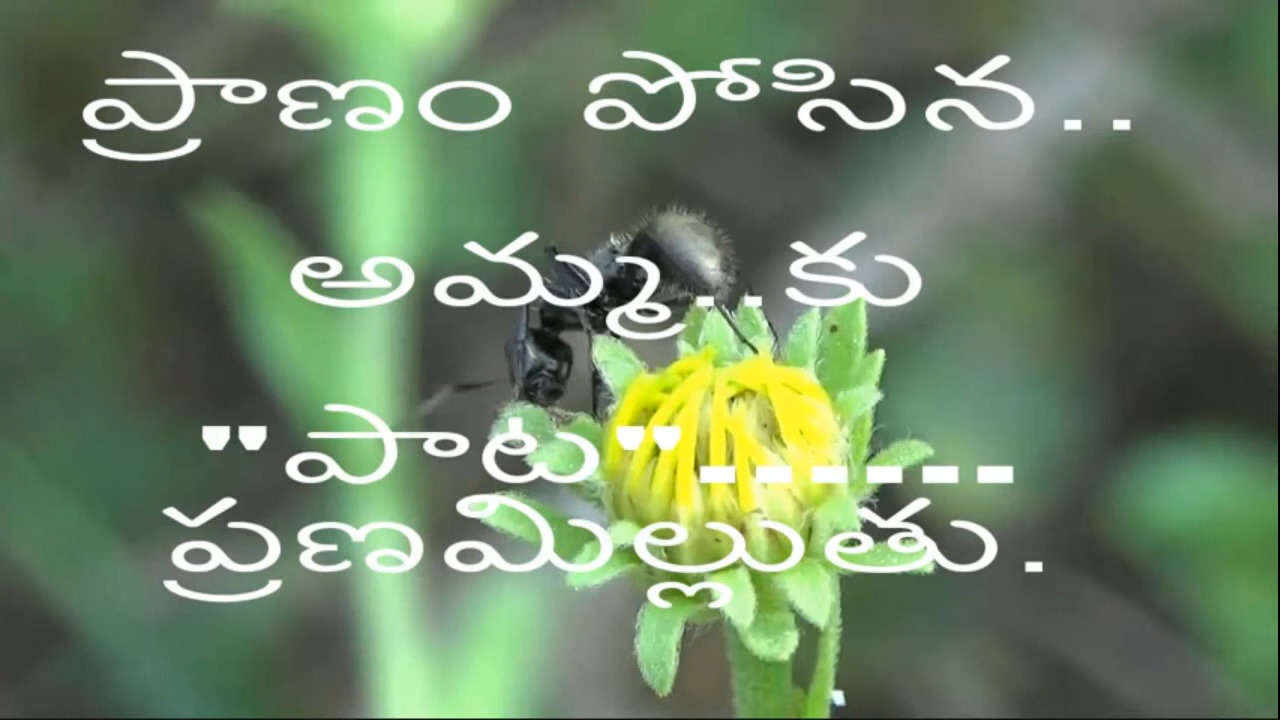 ప్రాణం పోసిన..
అమ్మ..కు
"పాట"------
ప్రణమిల్లుతు.